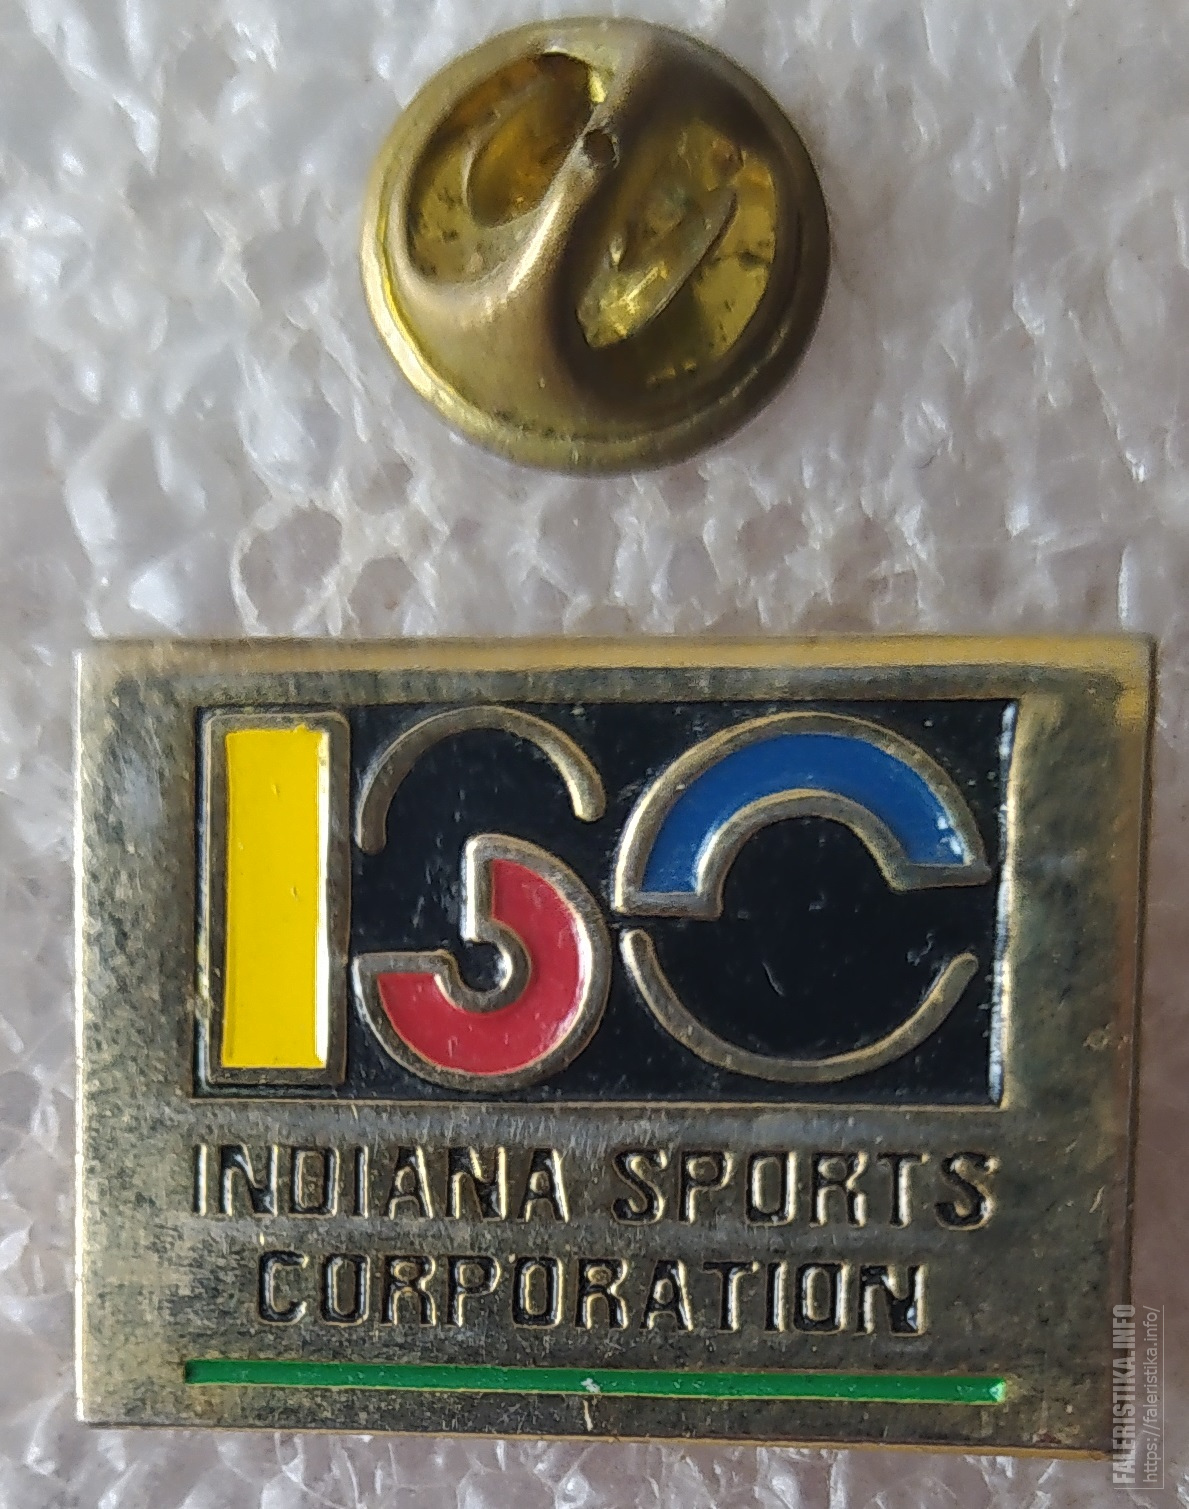 ISC
INDIANA SPORTS
CORPORATION
FALERISTIKA.INFO
https://faleristika.info/